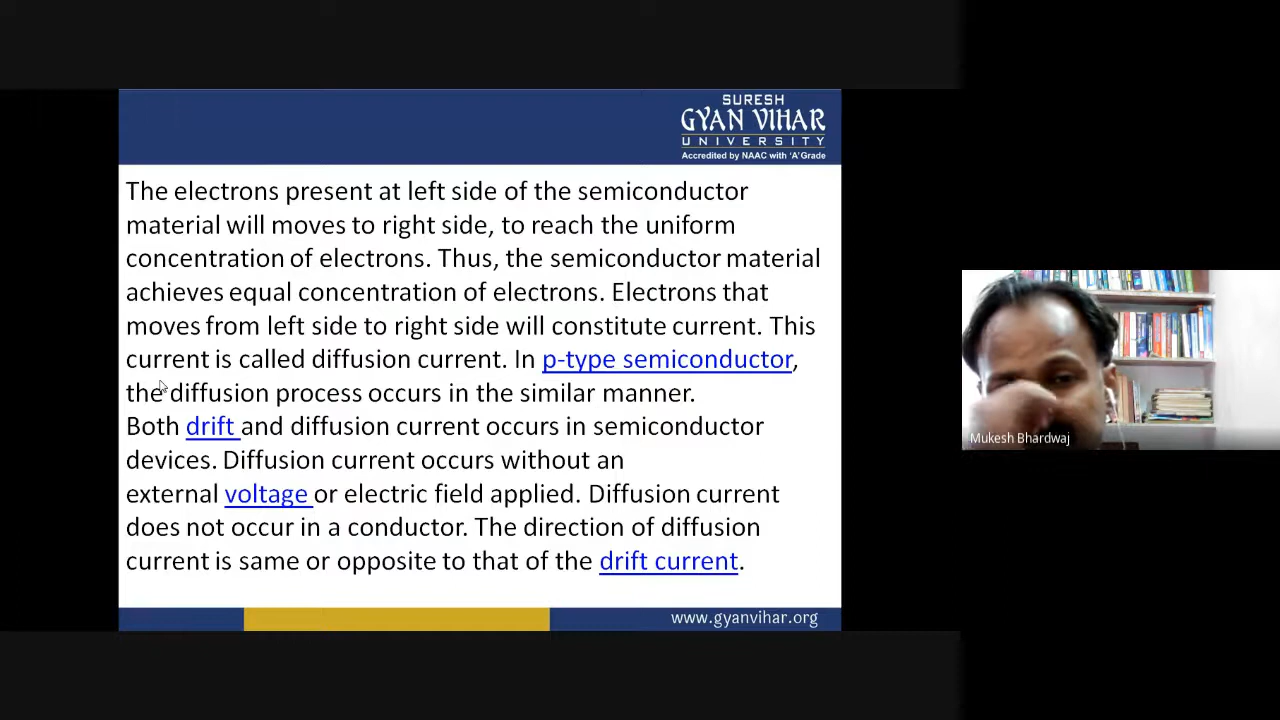 SURESH
GYAN VIHAR
UNIVERSITY
Accredited by NAAC with 'A' Grade
The electrons present at left side of the semiconductor
material will moves to right side, to reach the uniform
concentration of electrons. Thus, the semiconductor material
achieves equal concentration of electrons. Electrons that
moves from left side to right side will constitute current. This
current is called diffusion current. In p-type semiconductor,
the diffusion process occurs in the similar manner.
Both drift and diffusion current occurs in semiconductor
devices. Diffusion current occurs without an
external voltage or electric field applied. Diffusion current
does not occur in a conductor. The direction of diffusion
current is same or opposite to that of the drift current.
www.gyanvihar.org
Mukesh Bhardwaj